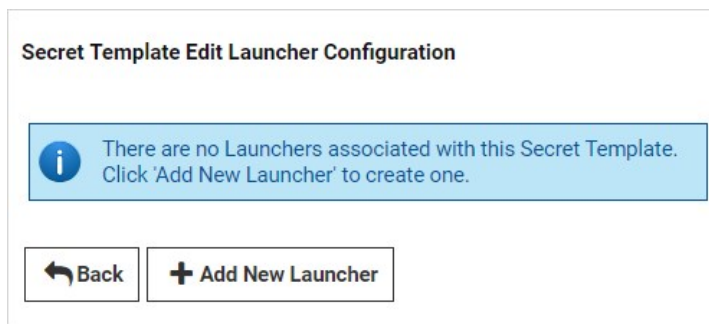 Secret Template Edit Launcher Configuration
There are no Launchers associated with this Secret Template.
Click 'Add New Launcher' to create one.
Back
Add New Launcher